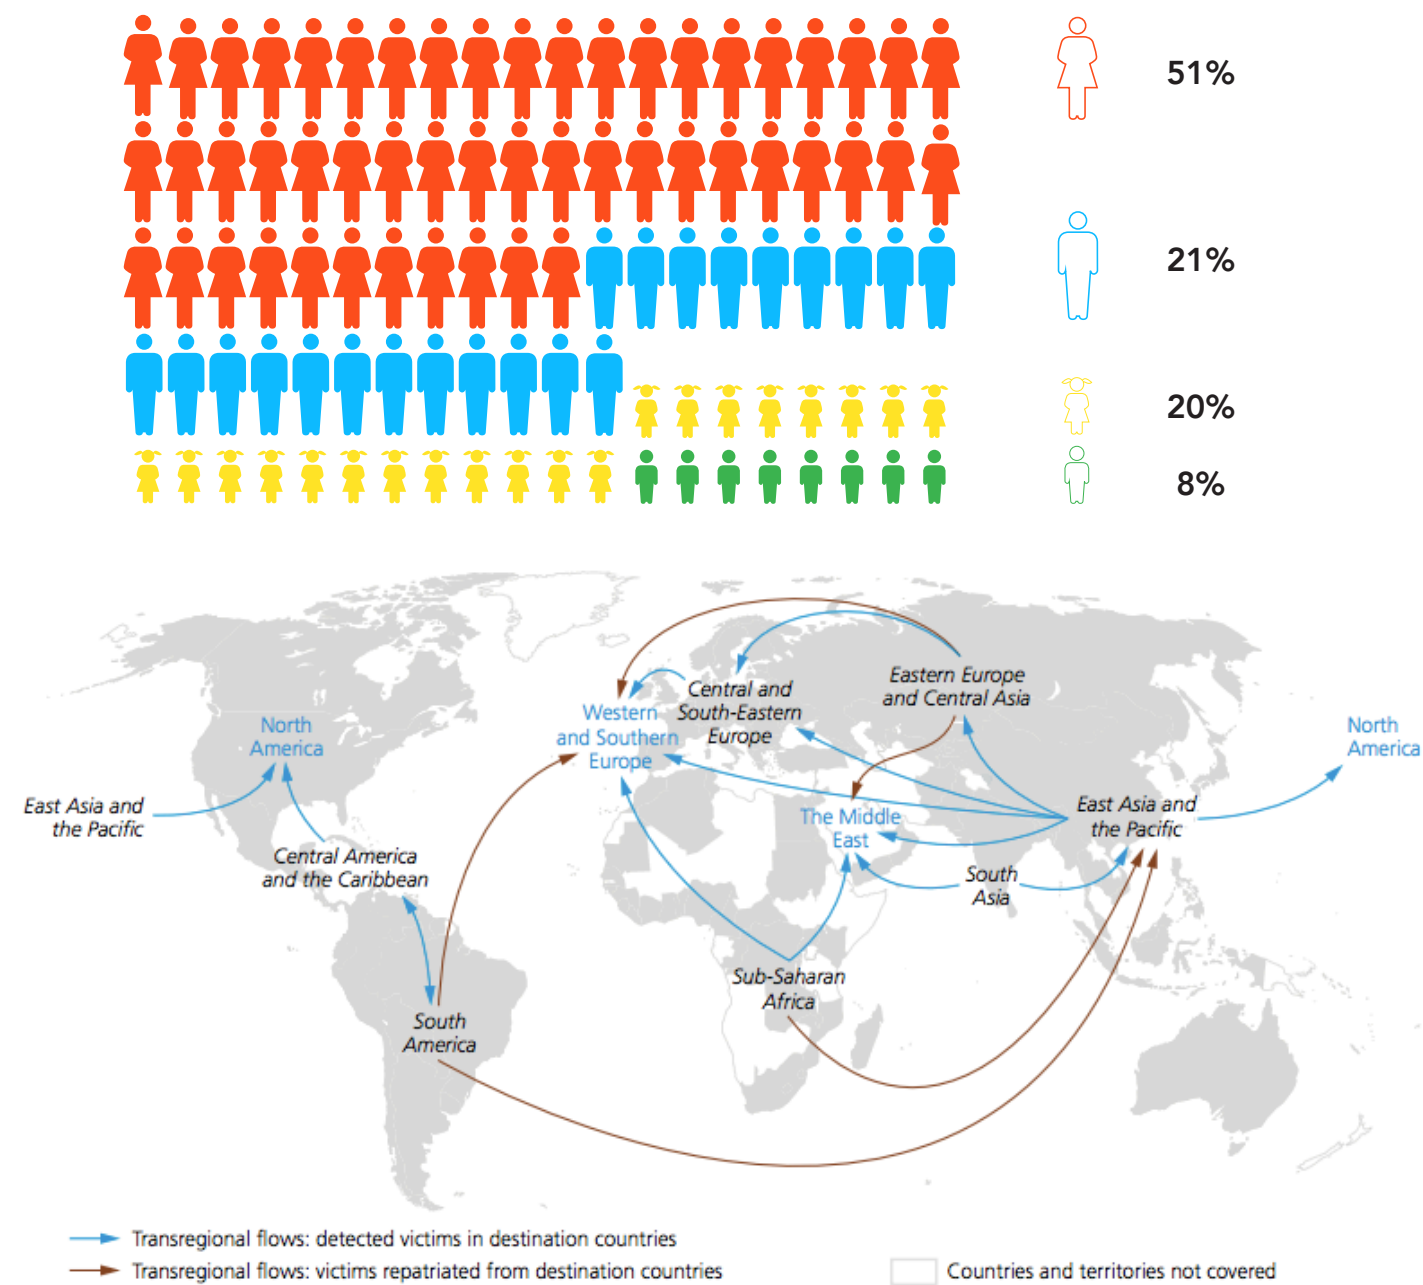 51%
21%
20%
8%
Eastern Europe
and Central Asia
Central and
South-Eastern
Europe
Western
and Southern
Europe
North
America
North
America
East Asia and
the Pacific
East Asia and
the Pacific
The Middle
East
Central America
and the Caribbean
South
Asia
Sub-Saharan
Africa
South
America
Transregional flows: detected victims in destination countries
Transregional flows: victims repatriated from destination countries
Countries and territories not covered